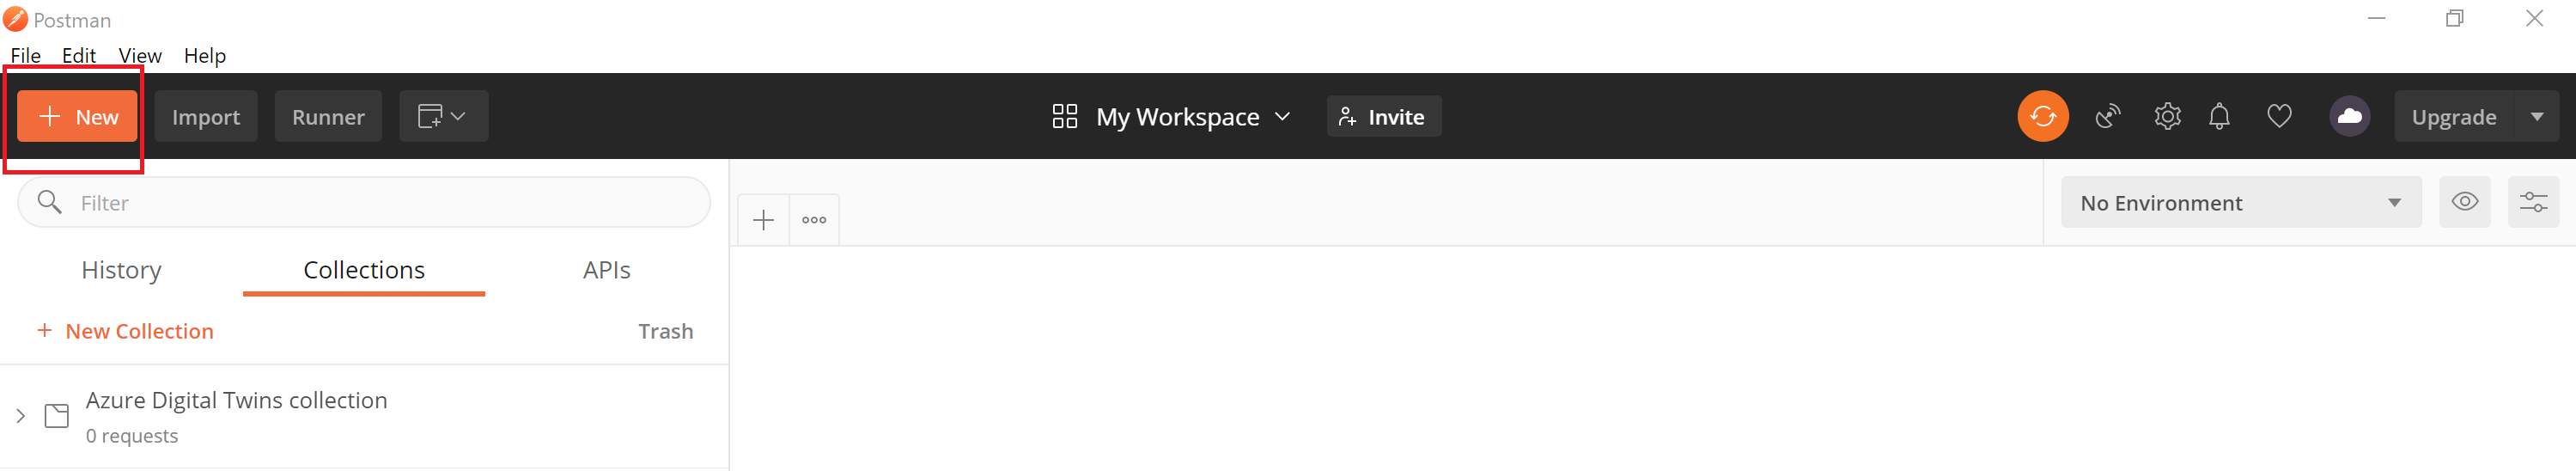 Postman
File Edit View Help
New Import Runner My Workspace Invite Upgrade
Filter
No Environment
History Collections APIs
+ New Collection Trash
Azure Digital Twins collection
0 requests